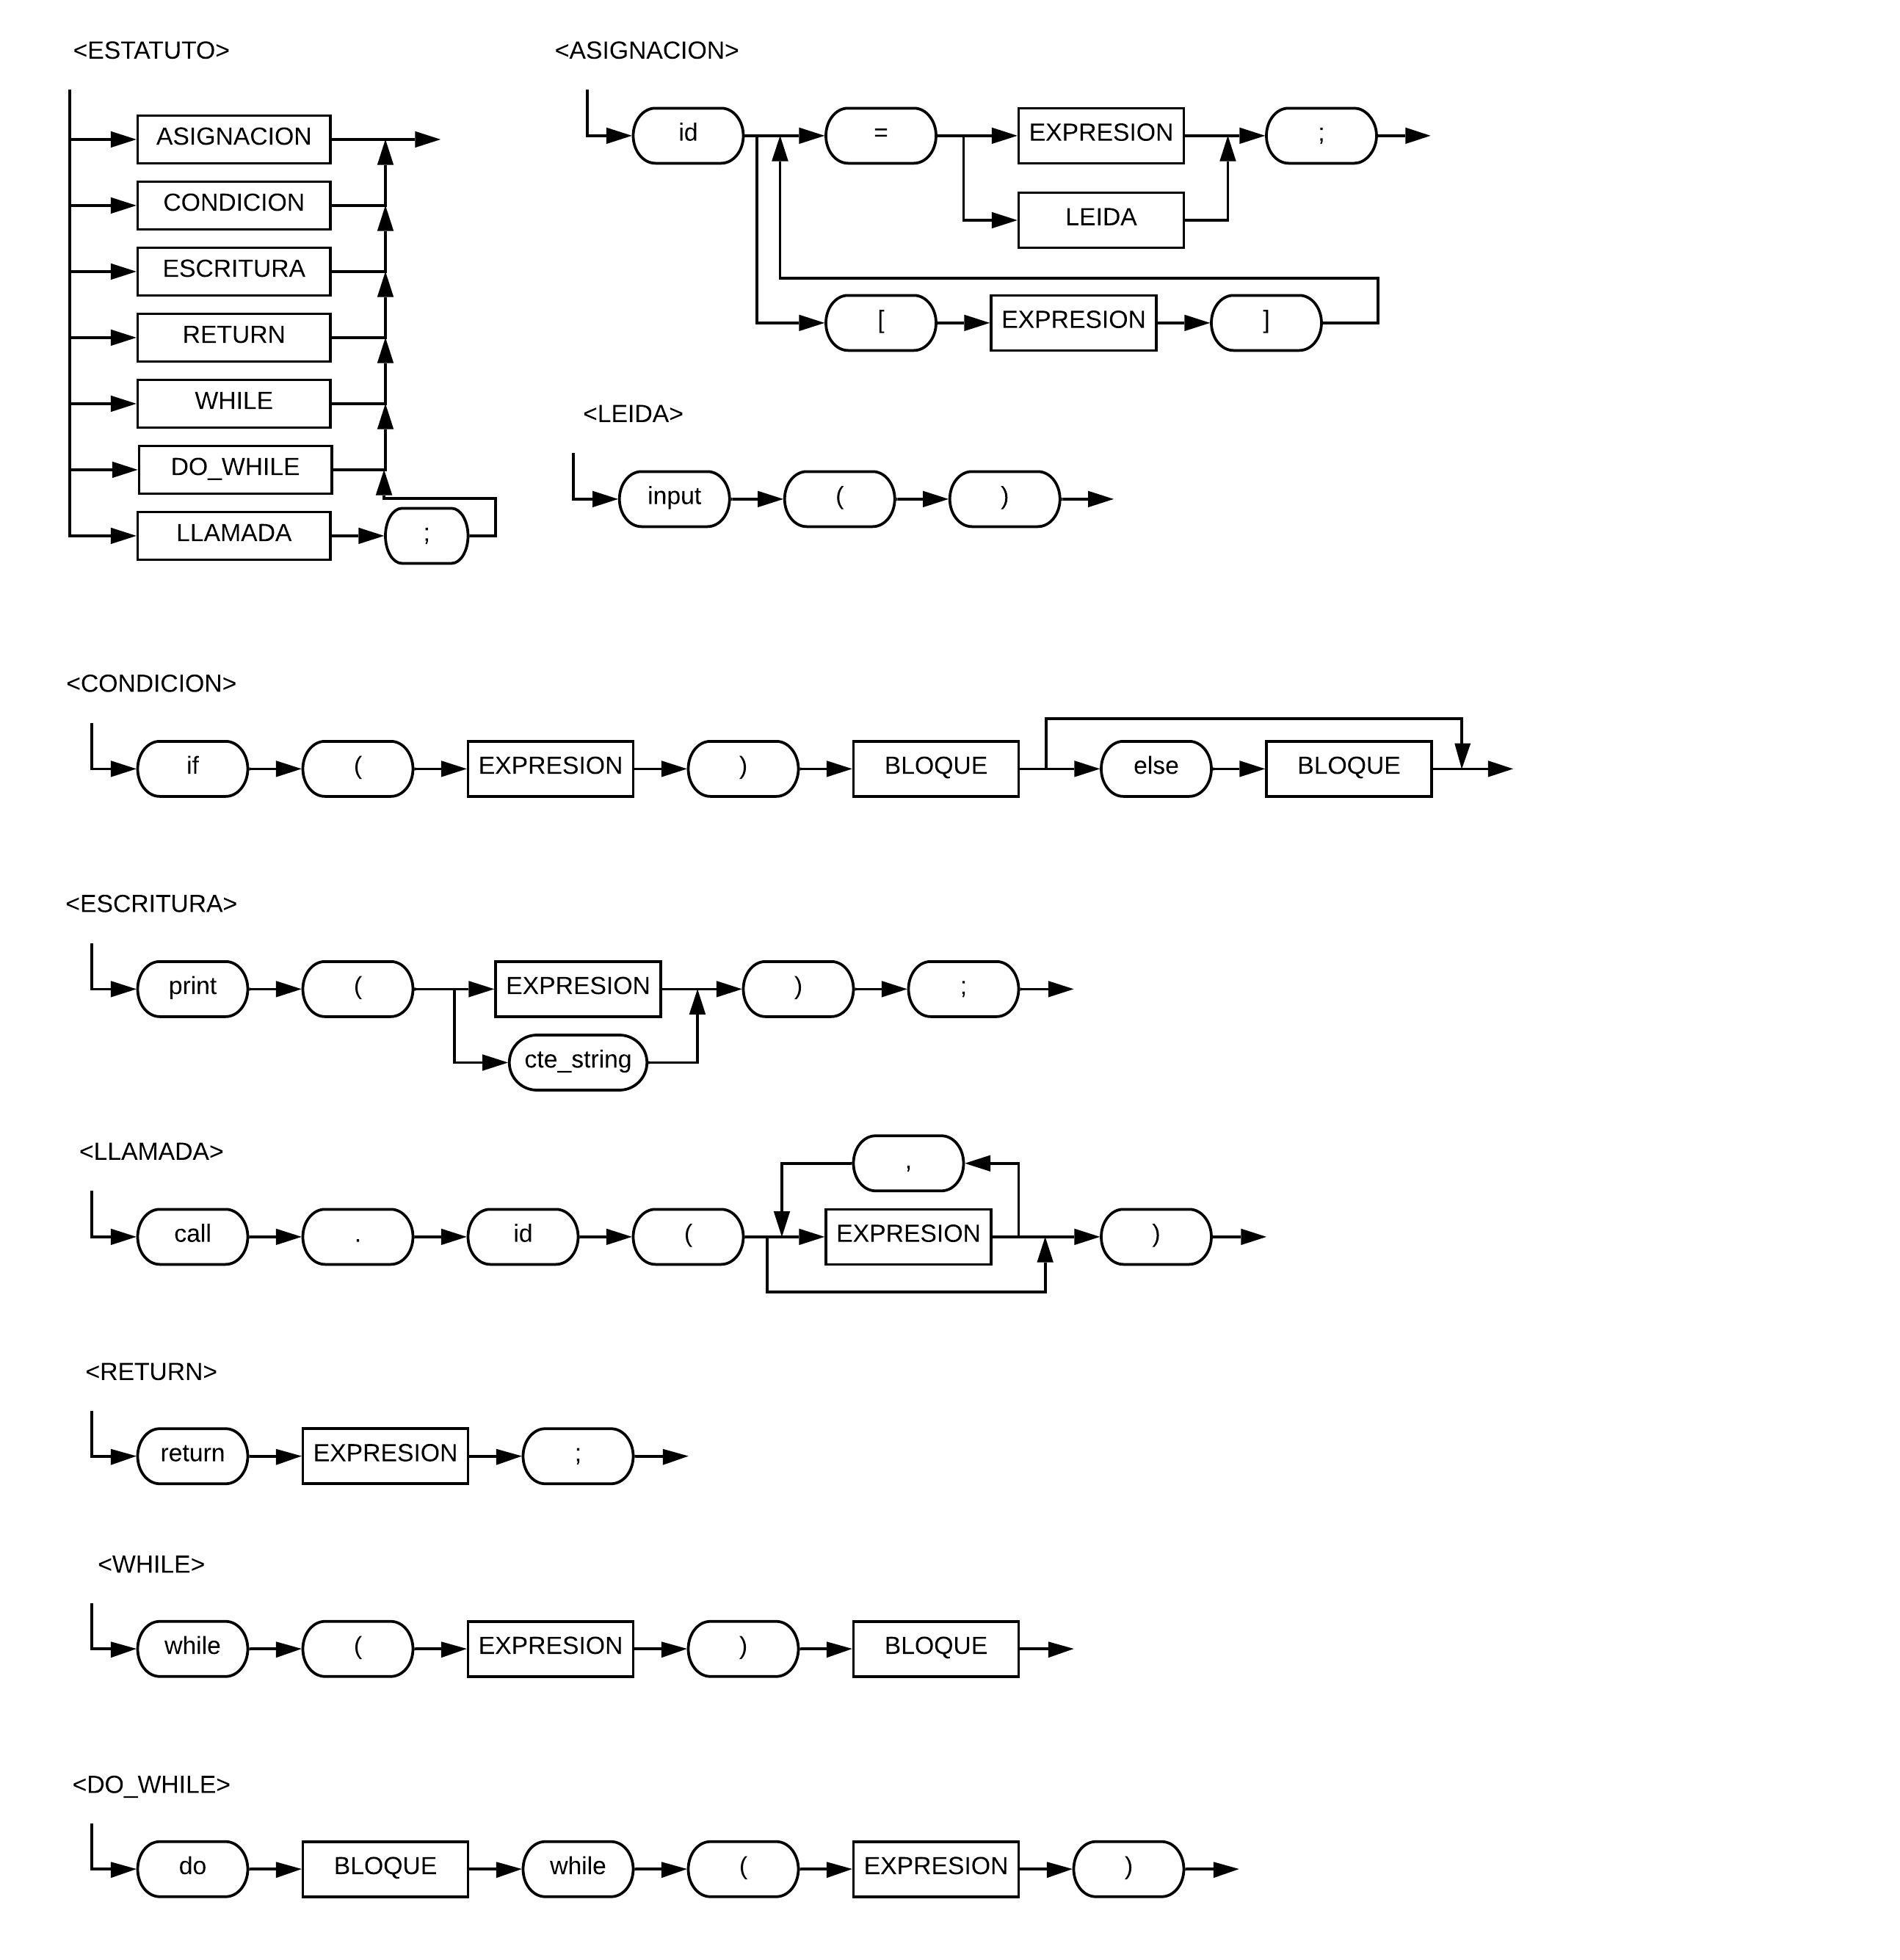 <ESTATUTO>
ASIGNACION
CONDICION
ESCRITURA
RETURN
WHILE
DO_WHILE
LLAMADA ;
<ASIGNACION>
id = EXPRESION ;
LEIDA
[ EXPRESION ]
<LEIDA>
input ( )
<CONDICION>
if ( EXPRESION ) BLOQUE else BLOQUE
<ESCRITURA>
print ( EXPRESION ) ;
cte_string
<LLAMADA>
,
call . id ( EXPRESION )
<RETURN>
return EXPRESION ;
<WHILE>
while ( EXPRESION ) BLOQUE
<DO_WHILE>
do BLOQUE while ( EXPRESION )